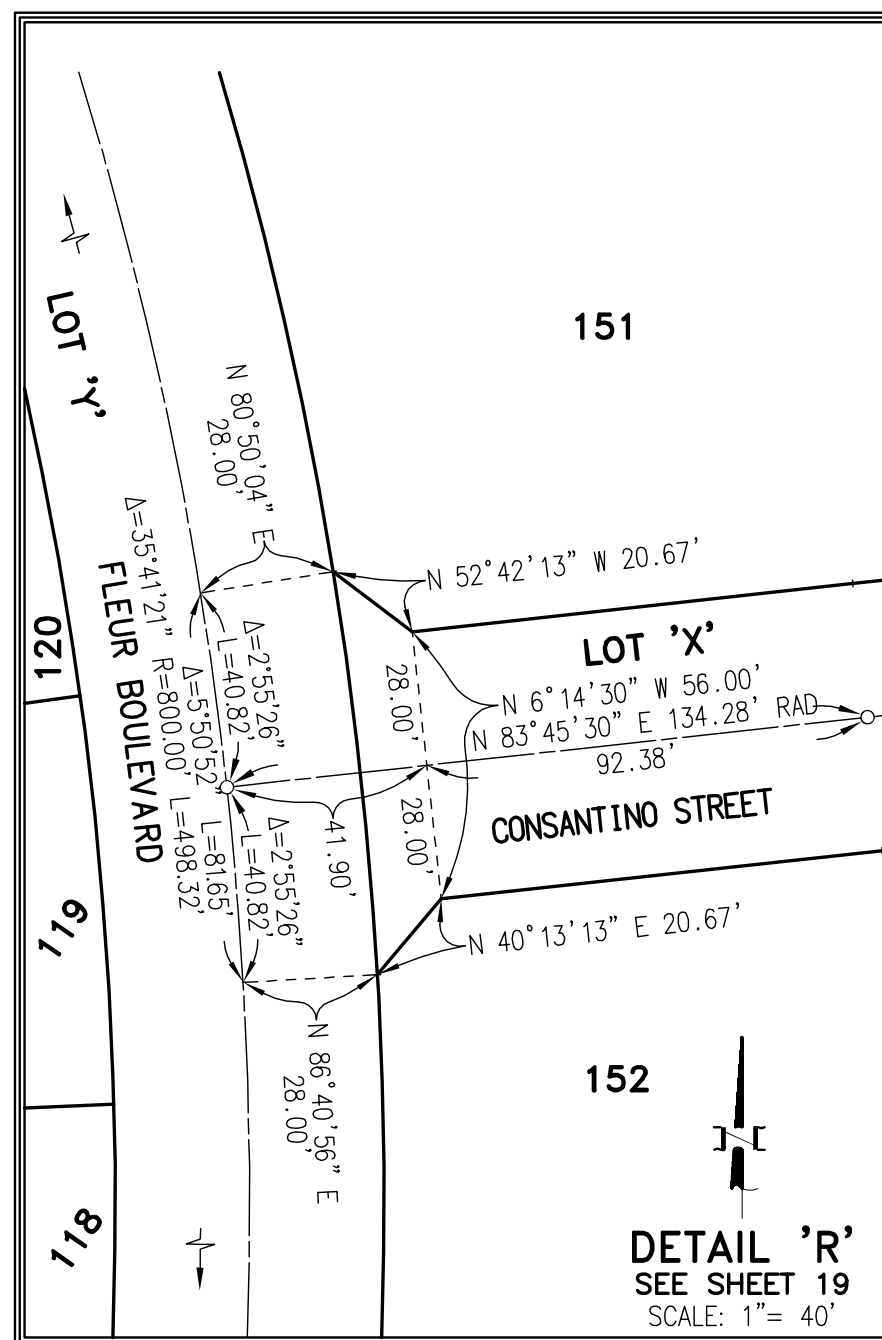 LOT 'Y'
151
N 80°50'04" E
28.00'
N 52°42'13" W 20.67'
LOT 'X'
120
Δ=35°41'21" R=800.00' L=498.32'
FLEUR BOULEVARD
Δ=5°50'52" L=81.65'
Δ=2°55'26"
L=40.82'
28.00'
N 6°14'30" W 56.00'
N 83°45'30" E 134.28' RAD
92.38'
41.90'
28.00'
CONSANTINO STREET
Δ=2°55'26"
L=40.82'
119
N 40°13'13" E 20.67'
N 86°40'56" E
28.00'
152
118
N
DETAIL 'R'
SEE SHEET 19
SCALE: 1"= 40'